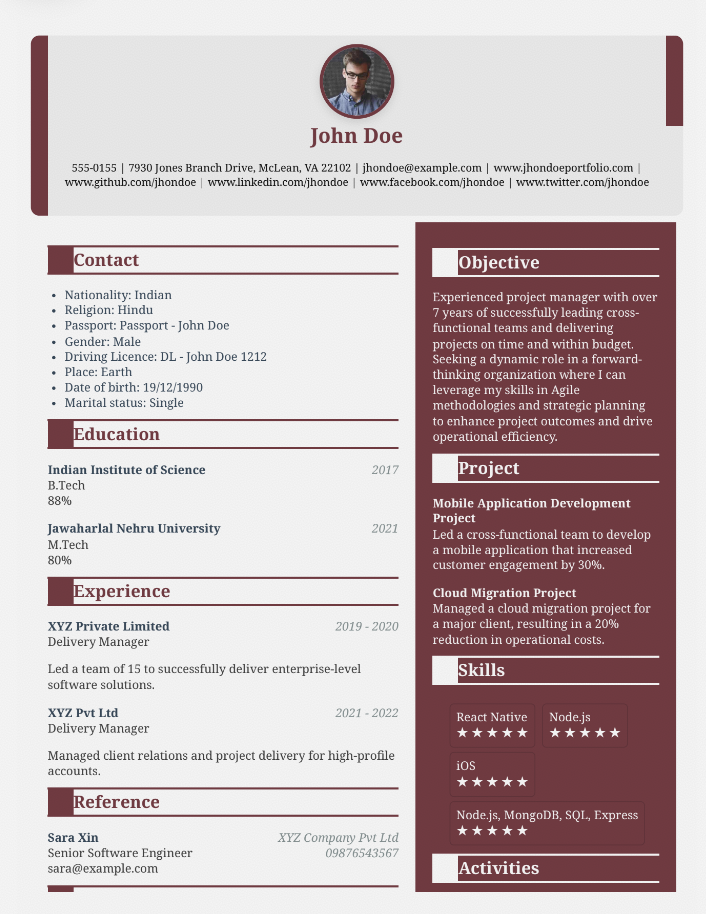 John Doe
555-0155 | 7930 Jones Branch Drive, McLean, VA 22102 | jhondoe@example.com | www.jhondoeportfolio.com |
www.github.com/jhondoe | www.linkedin.com/jhondoe | www.facebook.com/jhondoe | www.twitter.com/jhondoe
Contact
• Nationality: Indian
• Religion: Hindu
• Passport: Passport - John Doe
• Gender: Male
• Driving Licence: DL - John Doe 1212
• Place: Earth
• Date of birth: 19/12/1990
• Marital status: Single
Education
Indian Institute of Science 2017
B.Tech
88%
Jawaharlal Nehru University 2021
M.Tech
80%
Experience
XYZ Private Limited 2019 - 2020
Delivery Manager
Led a team of 15 to successfully deliver enterprise-level
software solutions.
XYZ Pvt Ltd 2021 - 2022
Delivery Manager
Managed client relations and project delivery for high-profile
accounts.
Reference
Sara Xin XYZ Company Pvt Ltd
Senior Software Engineer 09876543567
sara@example.com
Objective
Experienced project manager with over
7 years of successfully leading cross-
functional teams and delivering
projects on time and within budget.
Seeking a dynamic role in a forward-
thinking organization where I can
leverage my skills in Agile
methodologies and strategic planning
to enhance project outcomes and drive
operational efficiency.
Project
Mobile Application Development
Project
Led a cross-functional team to develop
a mobile application that increased
customer engagement by 30%.
Cloud Migration Project
Managed a cloud migration project for
a major client, resulting in a 20%
reduction in operational costs.
Skills
React Native Node.js
★★★★★ ★★★★★
iOS
★★★★★
Node.js, MongoDB, SQL, Express
★★★★★
Activities